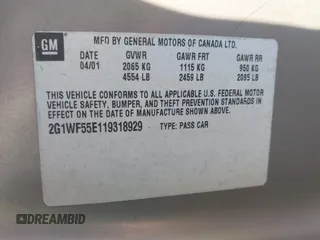 GM
MFD BY GENERAL MOTORS OF CANADA LTD.
DATE GVWR GAWR FRT GAWR RR
04/01 2065 KG 1115 KG 950 KG
4554 LB 2459 LB 2095 LB
THIS VEHICLE CONFORMS TO ALL APPLICABLE U.S. FEDERAL MOTOR
VEHICLE SAFETY, BUMPER, AND THEFT PREVENTION STANDARDS IN
EFFECT ON THE DATE OF MANUFACTURE SHOWN ABOVE.
2G1WF55E119318929 TYPE: PASS CAR
DREAMBID